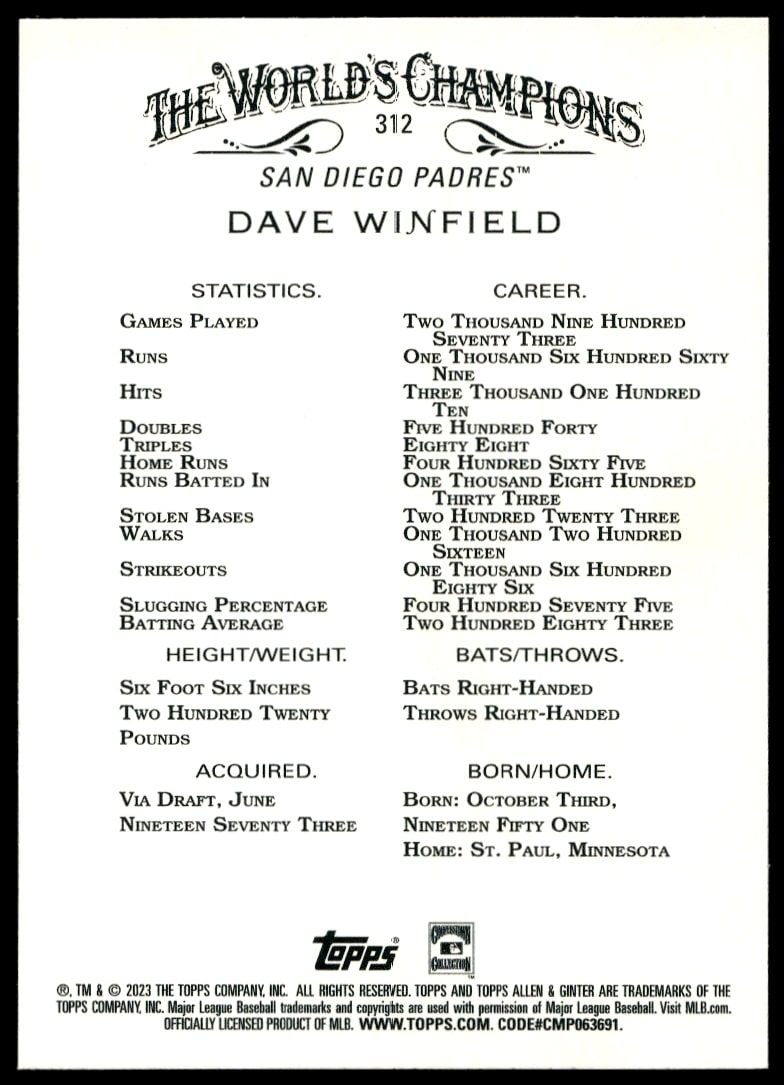 THE WORLD'S CHAMPIONS
312
SAN DIEGO PADRES™
DAVE WINFIELD
STATISTICS. CAREER.
GAMES PLAYED TWO THOUSAND NINE HUNDRED
SEVENTY THREE
RUNS ONE THOUSAND SIX HUNDRED SIXTY
NINE
HITS THREE THOUSAND ONE HUNDRED
TEN
DOUBLES FIVE HUNDRED FORTY
TRIPLES EIGHTY EIGHT
HOME RUNS FOUR HUNDRED SIXTY FIVE
RUNS BATTED IN ONE THOUSAND EIGHT HUNDRED
THIRTY THREE
STOLEN BASES TWO HUNDRED TWENTY THREE
WALKS ONE THOUSAND TWO HUNDRED
SIXTEEN
STRIKEOUTS ONE THOUSAND SIX HUNDRED
EIGHTY SIX
SLUGGING PERCENTAGE FOUR HUNDRED SEVENTY FIVE
BATTING AVERAGE TWO HUNDRED EIGHTY THREE
HEIGHT/WEIGHT. BATS/THROWS.
SIX FOOT SIX INCHES BATS RIGHT-HANDED
TWO HUNDRED TWENTY THROWS RIGHT-HANDED
POUNDS
ACQUIRED. BORN/HOME.
VIA DRAFT, JUNE BORN: OCTOBER THIRD,
NINETEEN SEVENTY THREE NINETEEN FIFTY ONE
HOME: ST. PAUL, MINNESOTA
topps® COOPERSTOWN
COLLECTION™
®, TM & © 2023 THE TOPPS COMPANY, INC. ALL RIGHTS RESERVED. TOPPS AND TOPPS ALLEN & GINTER ARE TRADEMARKS OF THE
TOPPS COMPANY, INC. Major League Baseball trademarks and copyrights are used with permission of Major League Baseball. Visit MLB.com.
OFFICIALLY LICENSED PRODUCT OF MLB. WWW.TOPPS.COM. CODE#CMP063691.